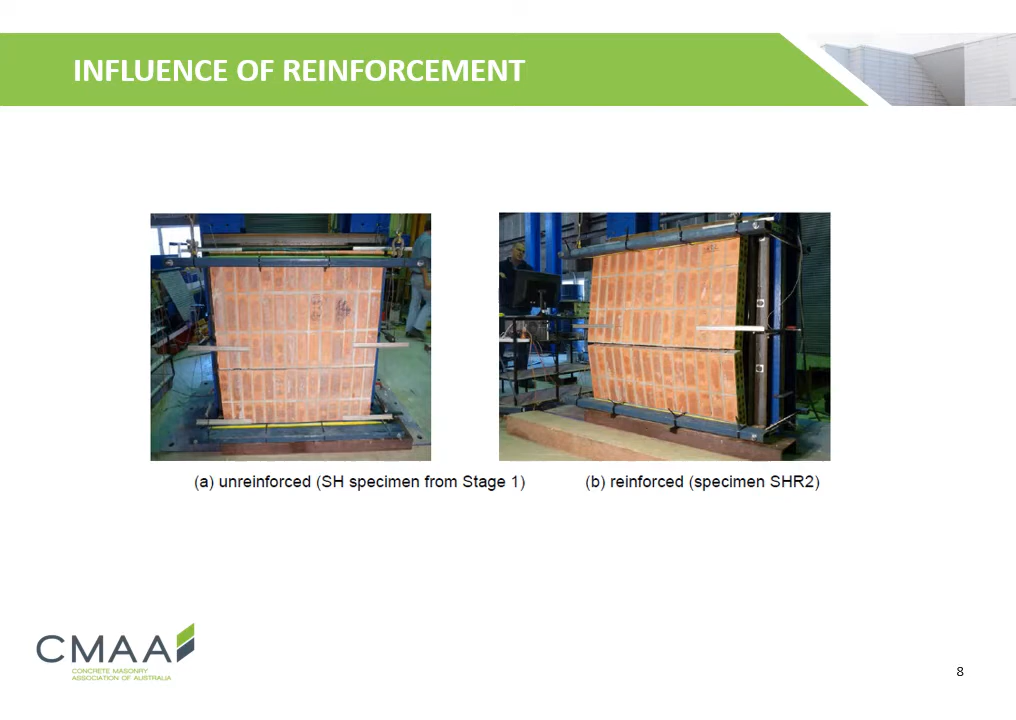 INFLUENCE OF REINFORCEMENT
(a) unreinforced (SH specimen from Stage 1)
(b) reinforced (specimen SHR2)
CMAA
CONCRETE MASONRY
ASSOCIATION OF AUSTRALIA
8